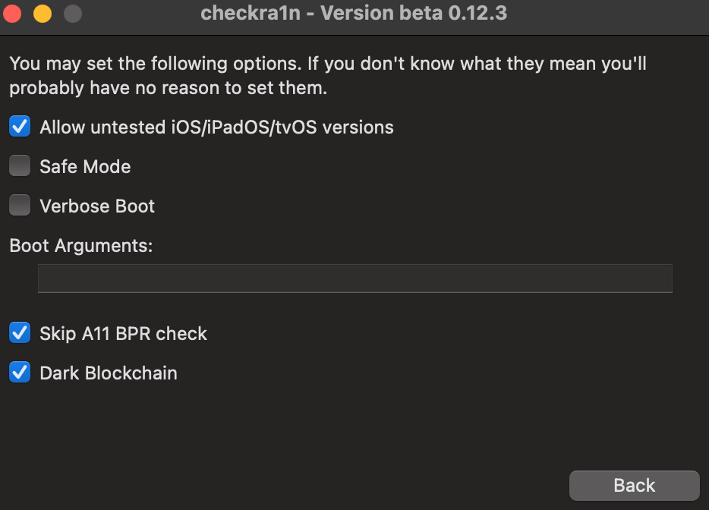 checkra1n - Version beta 0.12.3
You may set the following options. If you don't know what they mean you'll
probably have no reason to set them.
Allow untested iOS/iPadOS/tvOS versions
Safe Mode
Verbose Boot
Boot Arguments:
Skip A11 BPR check
Dark Blockchain
Back